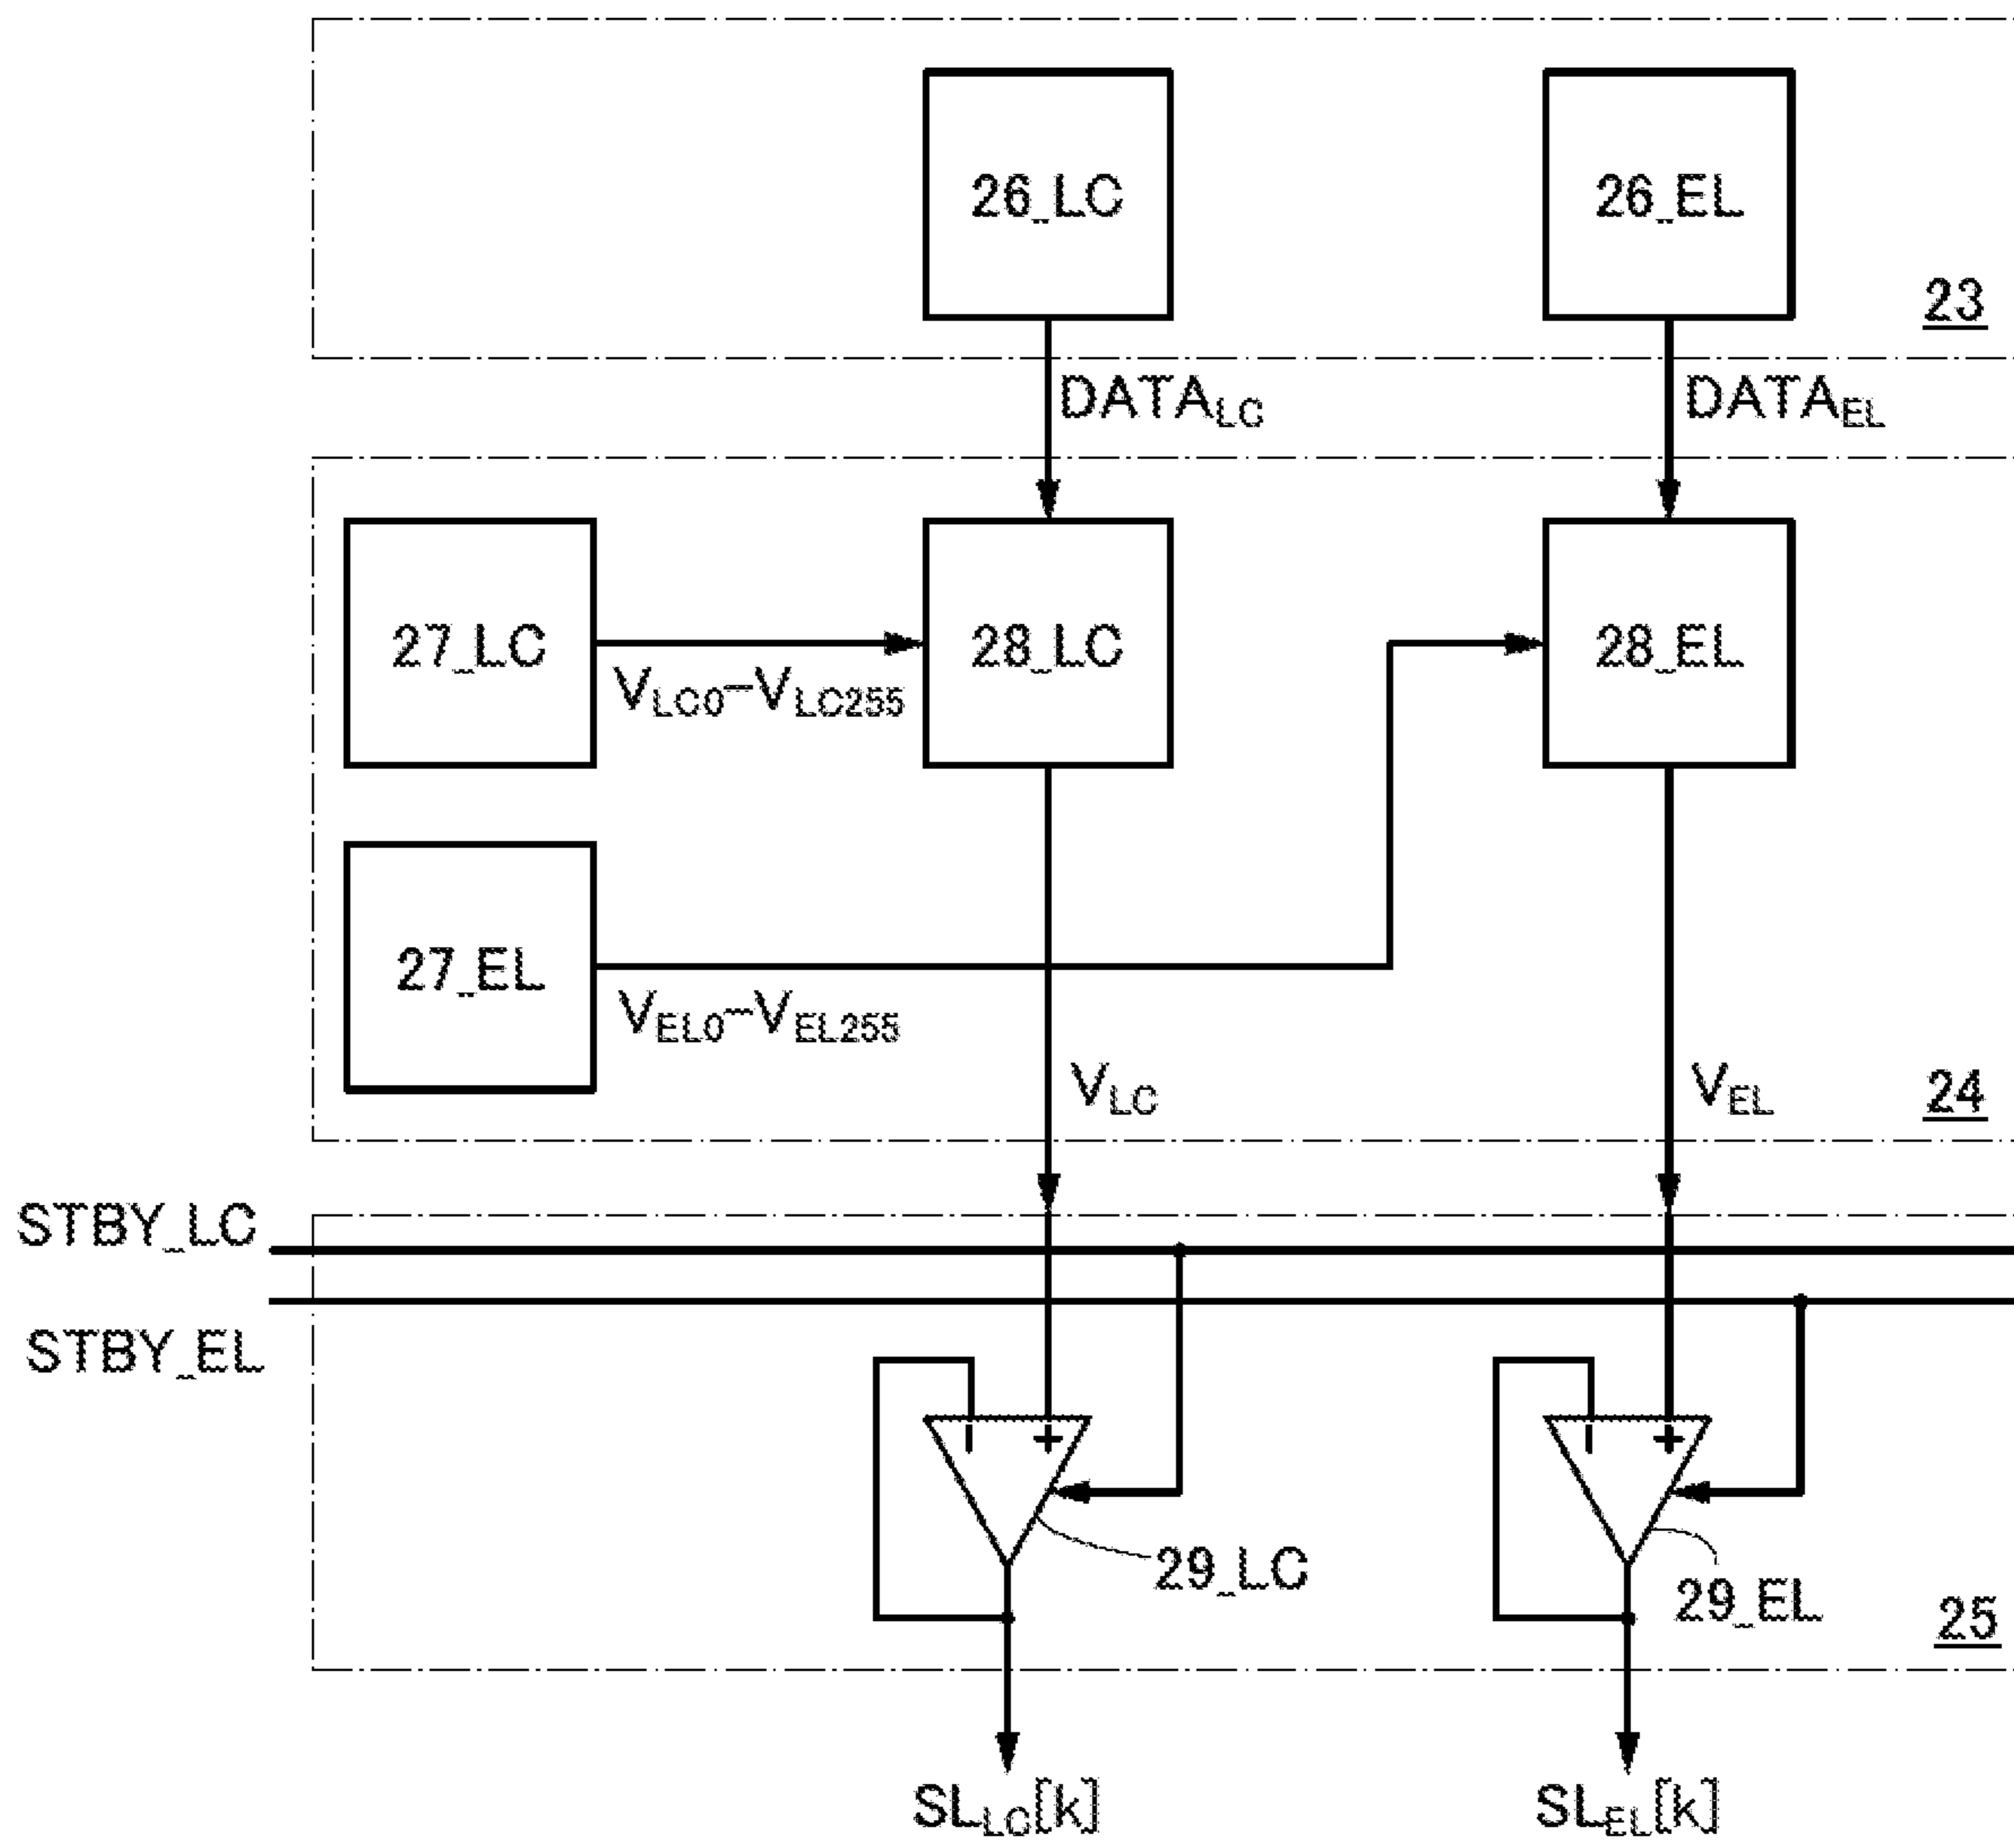 26_LC
26_EL
23
DATALC
DATAEL
27_LC
28_LC
28_EL
VLC0-VLC255
27_EL
VEL0-VEL255
VLC
VEL
24
STBY_LC
STBY_EL
- +
- +
29_LC
29_EL
25
SLLC[k]
SLEL[k]